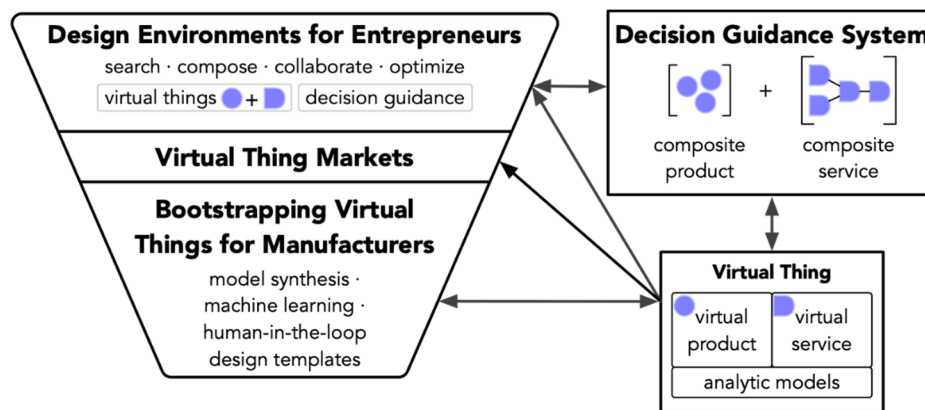 Design Environments for Entrepreneurs
search · compose · collaborate · optimize
virtual things + decision guidance
Virtual Thing Markets
Bootstrapping Virtual
Things for Manufacturers
model synthesis ·
machine learning ·
human-in-the-loop
design templates
Decision Guidance System
+
composite composite
product service
Virtual Thing
virtual virtual
product service
analytic models